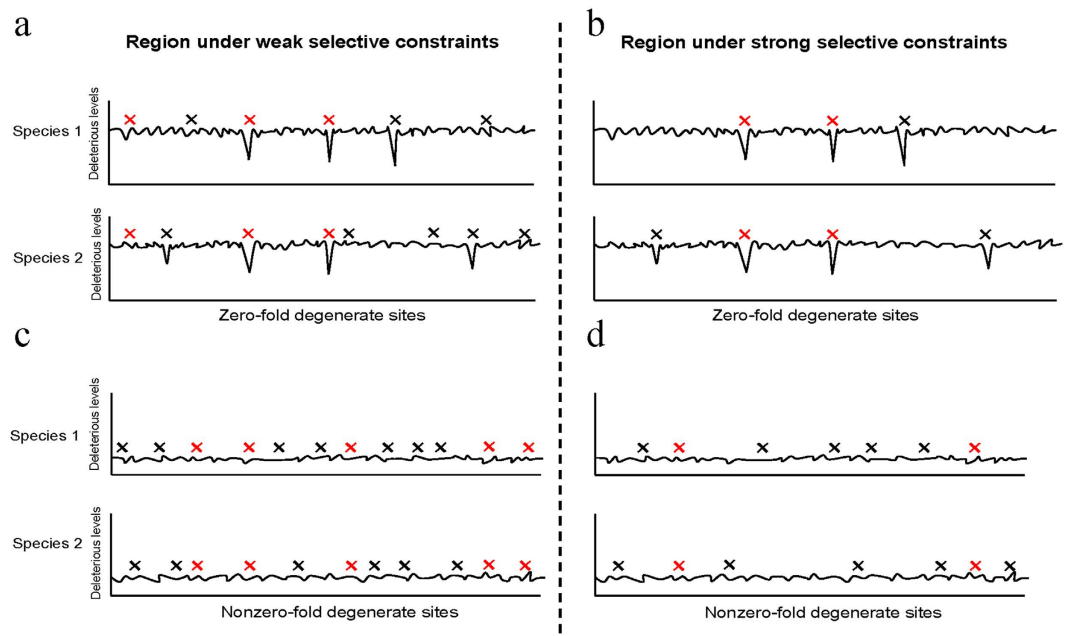 a
Region under weak selective constraints
Species 1
Deleterious levels
Species 2
Deleterious levels
Zero-fold degenerate sites
b
Region under strong selective constraints
Zero-fold degenerate sites
c
Species 1
Deleterious levels
Species 2
Deleterious levels
Nonzero-fold degenerate sites
d
Nonzero-fold degenerate sites